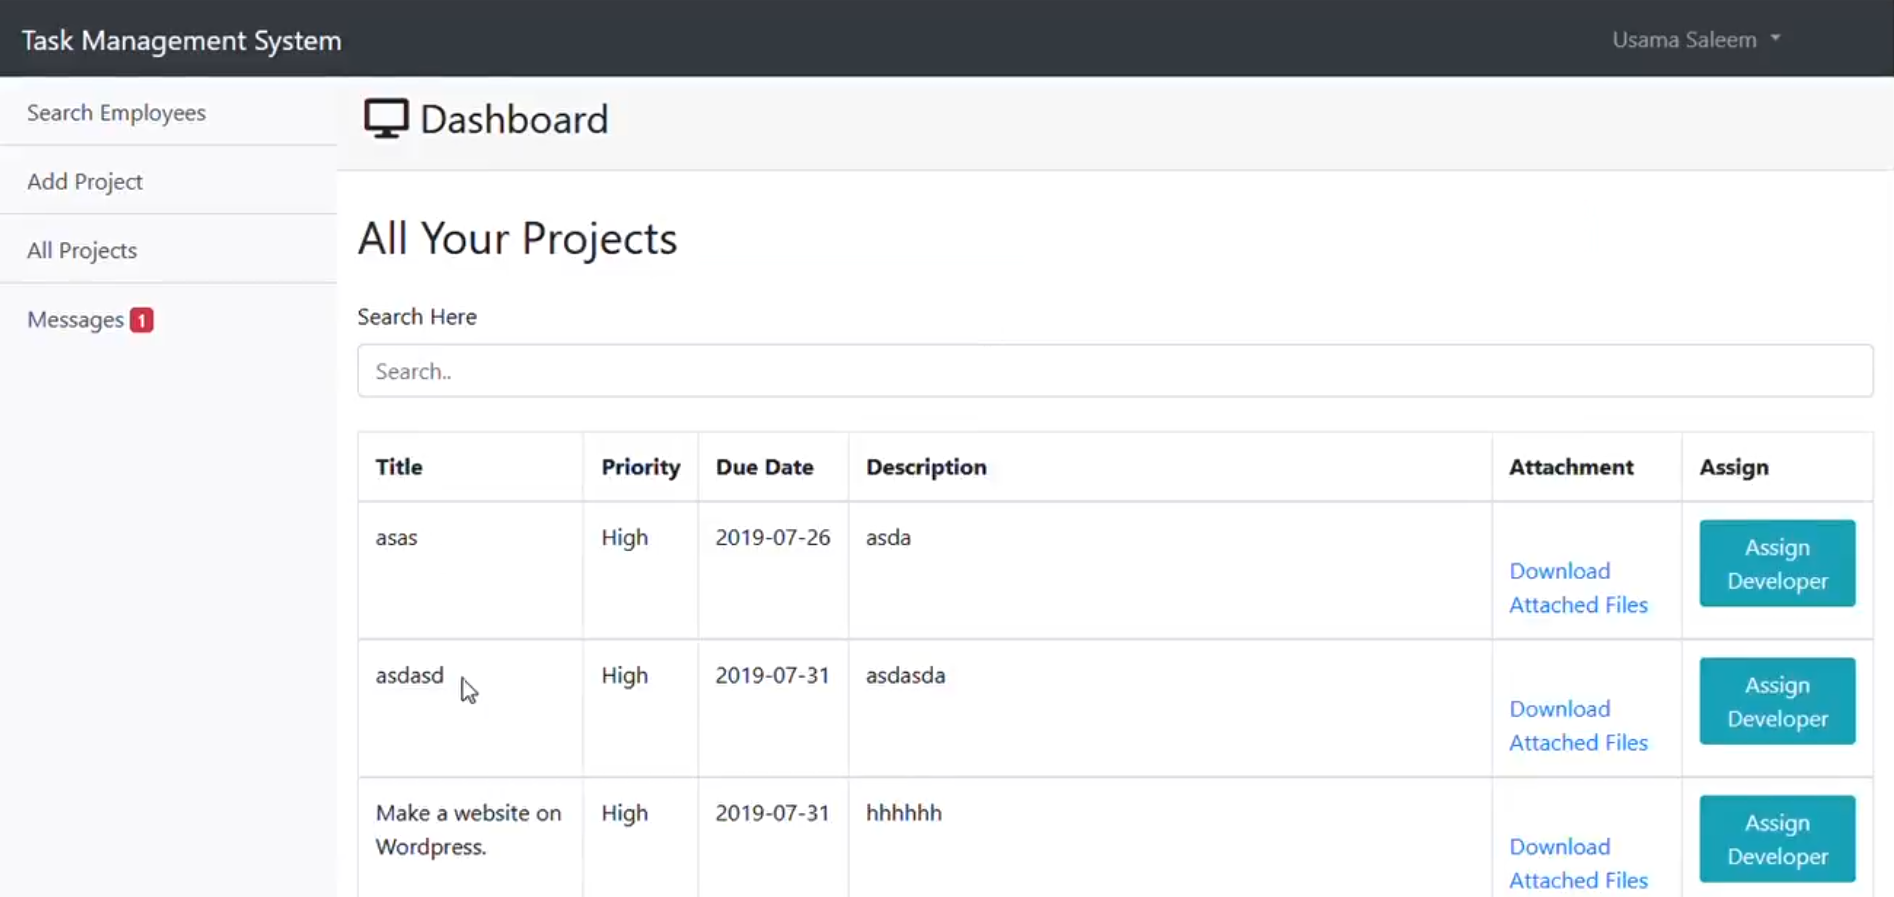 Task Management System
Usama Saleem
Search Employees
Add Project
All Projects
Messages 1
Dashboard
All Your Projects
Search Here
Search..
Title Priority Due Date Description Attachment Assign
asas High 2019-07-26 asda
Download
Attached Files
Assign
Developer
asdasd High 2019-07-31 asdasda
Download
Attached Files
Assign
Developer
Make a website on
Wordpress.
High 2019-07-31 hhhhhh
Download
Attached Files
Assign
Developer